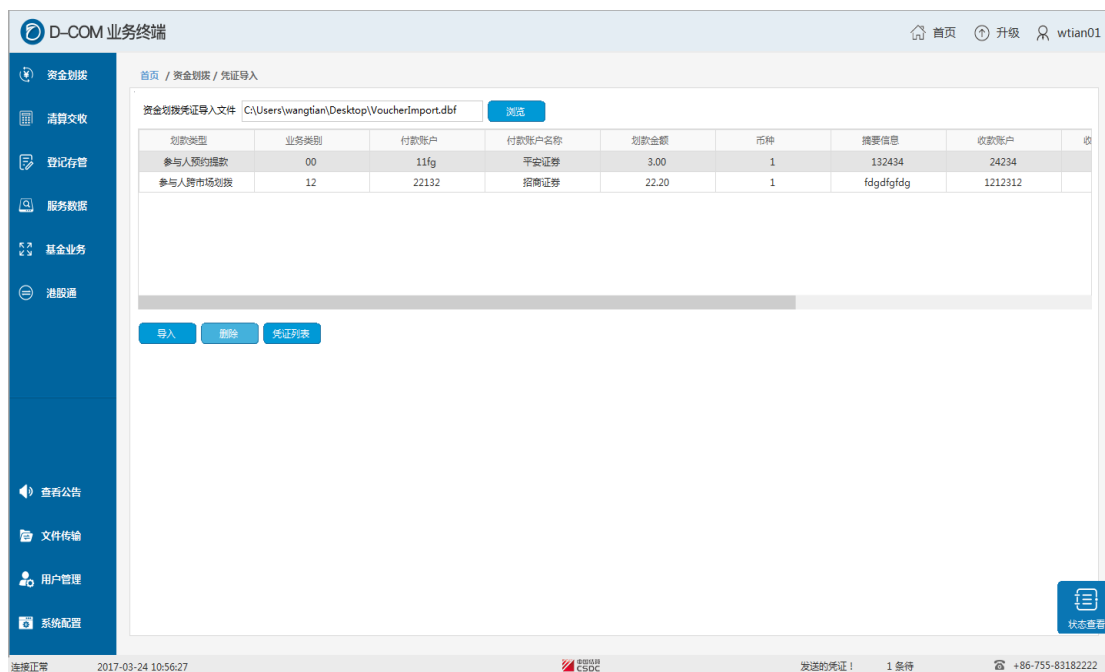 D-COM 业务终端
首页 升级 wtian01
资金划拨
清算交收
登记存管
服务数据
基金业务
港股通
查看公告
文件传输
用户管理
系统配置
首页 / 资金划拨 / 凭证导入
资金划拨凭证导入文件 C:\Users\wangtian\Desktop\VoucherImport.dbf 浏览
划款类型 业务类别 付款账户 付款账户名称 划款金额 币种 摘要信息 收款账户 收
参与人预约提款 00 11fg 平安证券 3.00 1 132434 24234
参与人跨市场划拨 12 22132 招商证券 22.20 1 fdgdfgfdg 1212312
导入 删除 凭证列表
状态查看
连接正常 2017-03-24 10:56:27 中国结算 CSDC 发送的凭证！ 1 条待 +86-755-83182222